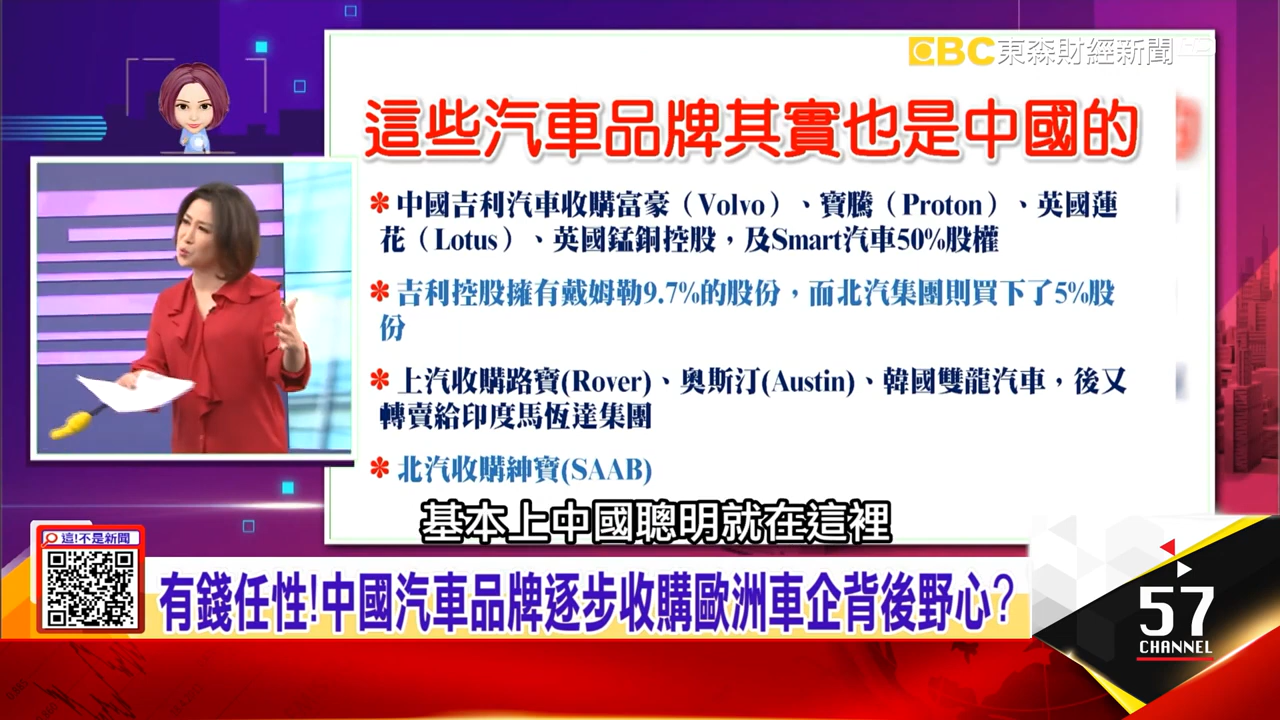 EBC 東森財經新聞
這些汽車品牌其實也是中國的
* 中國吉利汽車收購富豪（Volvo）、寶騰（Proton）、英國蓮
花（Lotus）、英國錳銅控股，及Smart汽車50%股權
* 吉利控股擁有戴姆勒9.7%的股份，而北汽集團則買下了5%股
份
* 上汽收購路寶(Rover)、奧斯汀(Austin)、韓國雙龍汽車，後又
轉賣給印度馬恆達集團
* 北汽收購紳寶(SAAB)
基本上中國聰明就在這裡
這!不是新聞
有錢任性!中國汽車品牌逐步收購歐洲車企背後野心?
57
CHANNEL